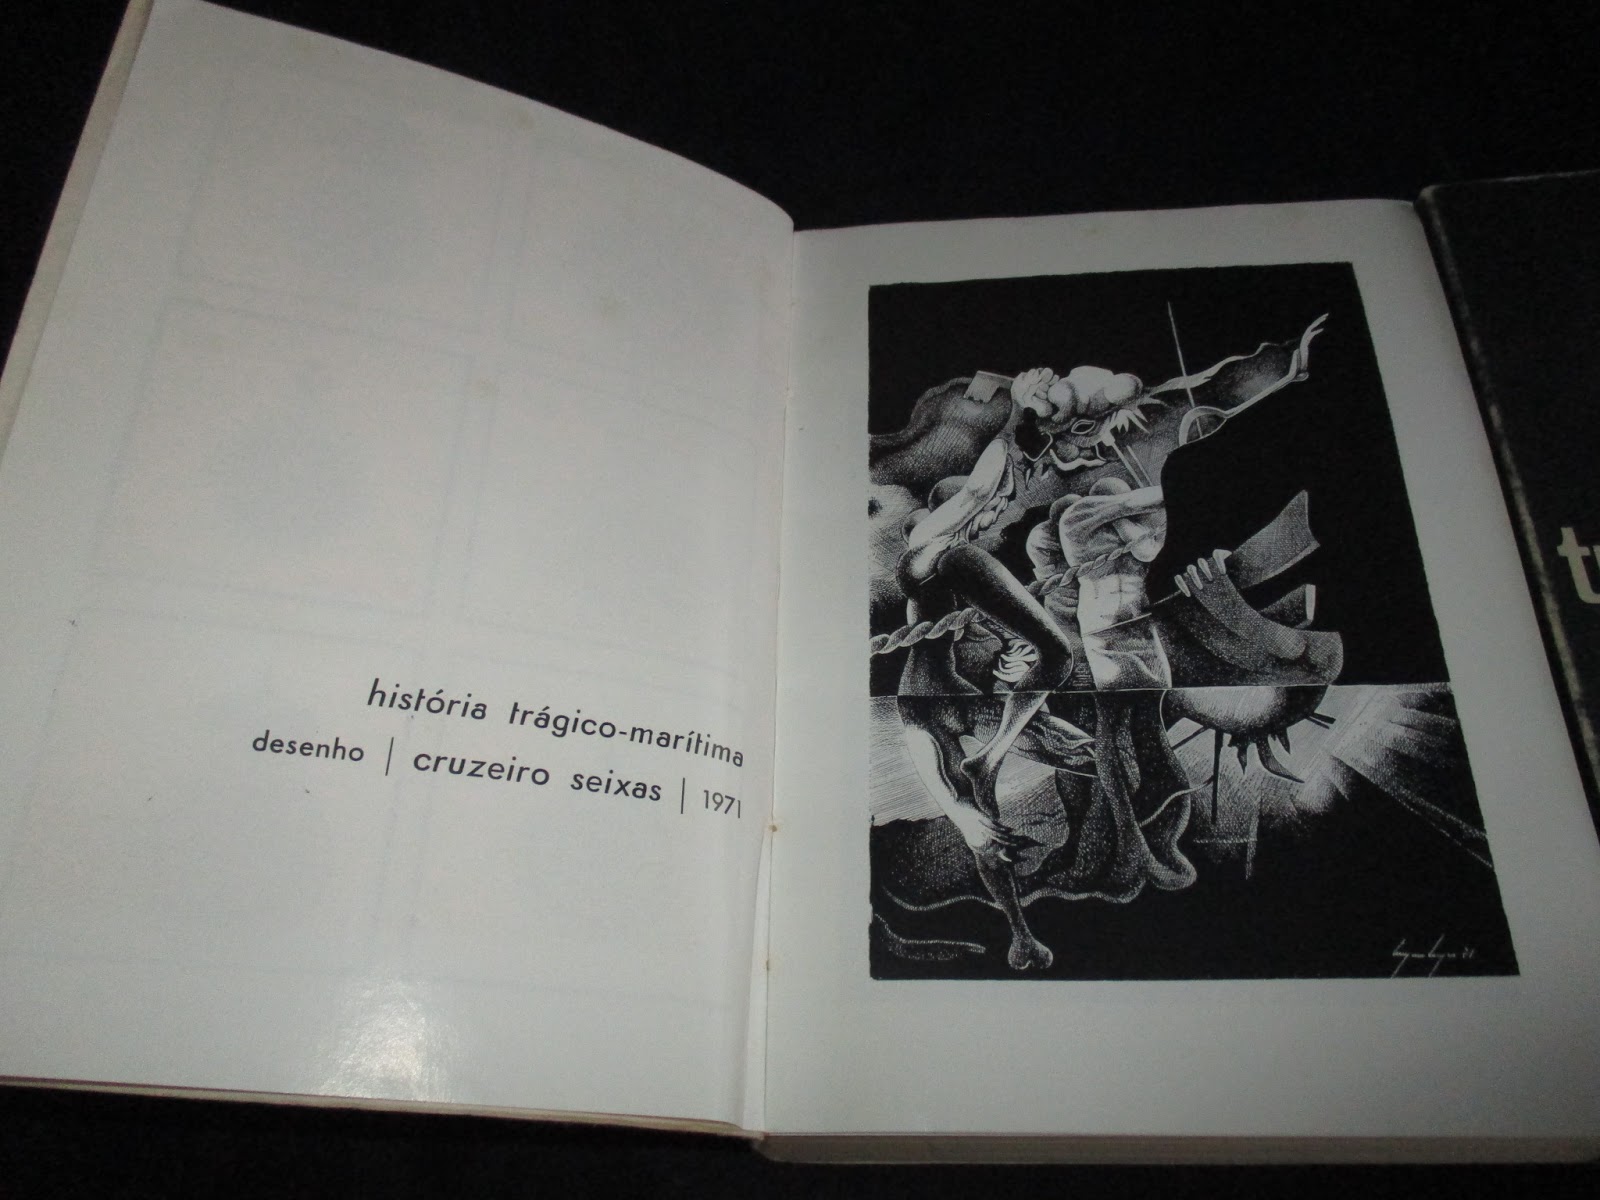 história trágico-marítima
desenho | cruzeiro seixas | 1971